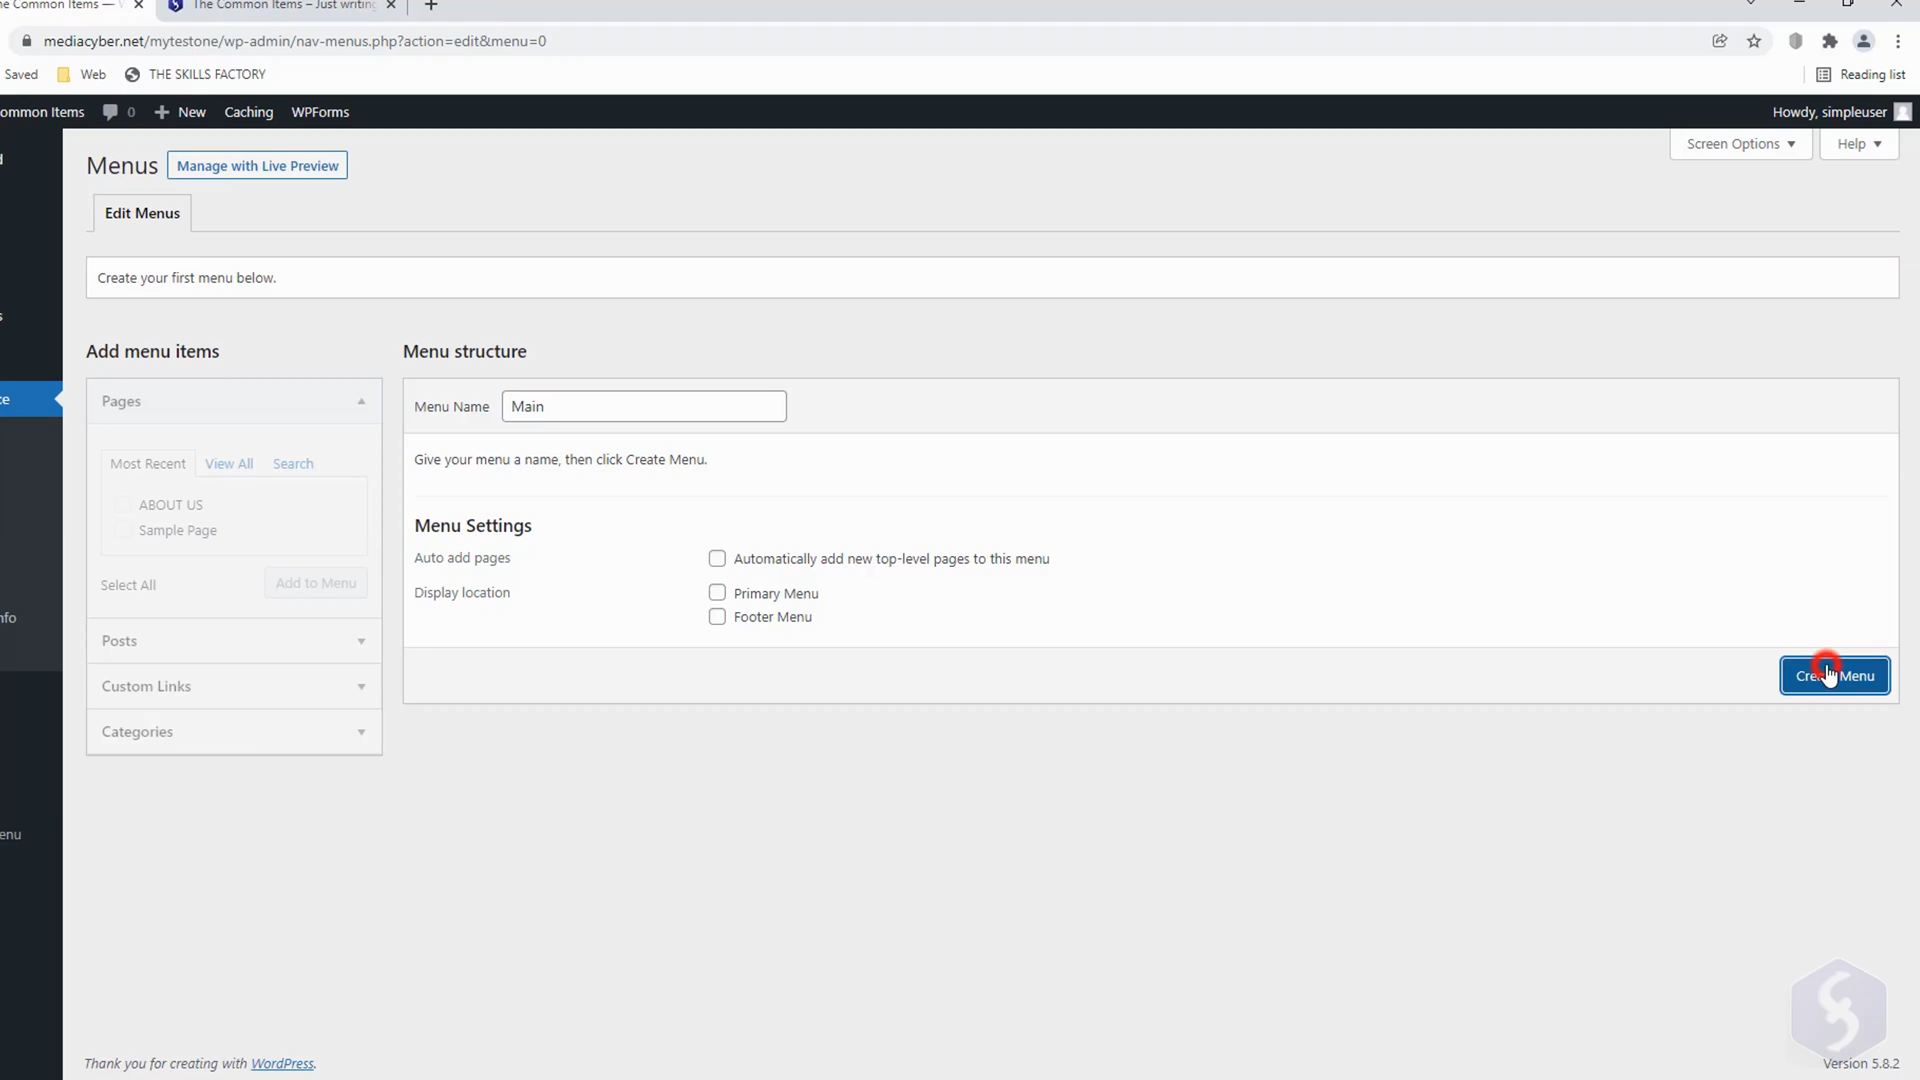 he Common Items —
The Common Items – Just writing
mediacyber.net/mytestone/wp-admin/nav-menus.php?action=edit&menu=0
Saved Web THE SKILLS FACTORY Reading list
ommon Items 0 New Caching WPForms Howdy, simpleuser
d
Menus Manage with Live Preview Screen Options Help
Edit Menus
Create your first menu below.
s
Add menu items Menu structure
ce
Pages Menu Name Main
Give your menu a name, then click Create Menu.
Most Recent View All Search
ABOUT US
Sample Page
Menu Settings
Auto add pages Automatically add new top-level pages to this menu
Select All Add to Menu
Display location Primary Menu
Footer Menu
nfo
Posts
Custom Links
Menu
Categories
enu
Thank you for creating with WordPress.
Version 5.8.2